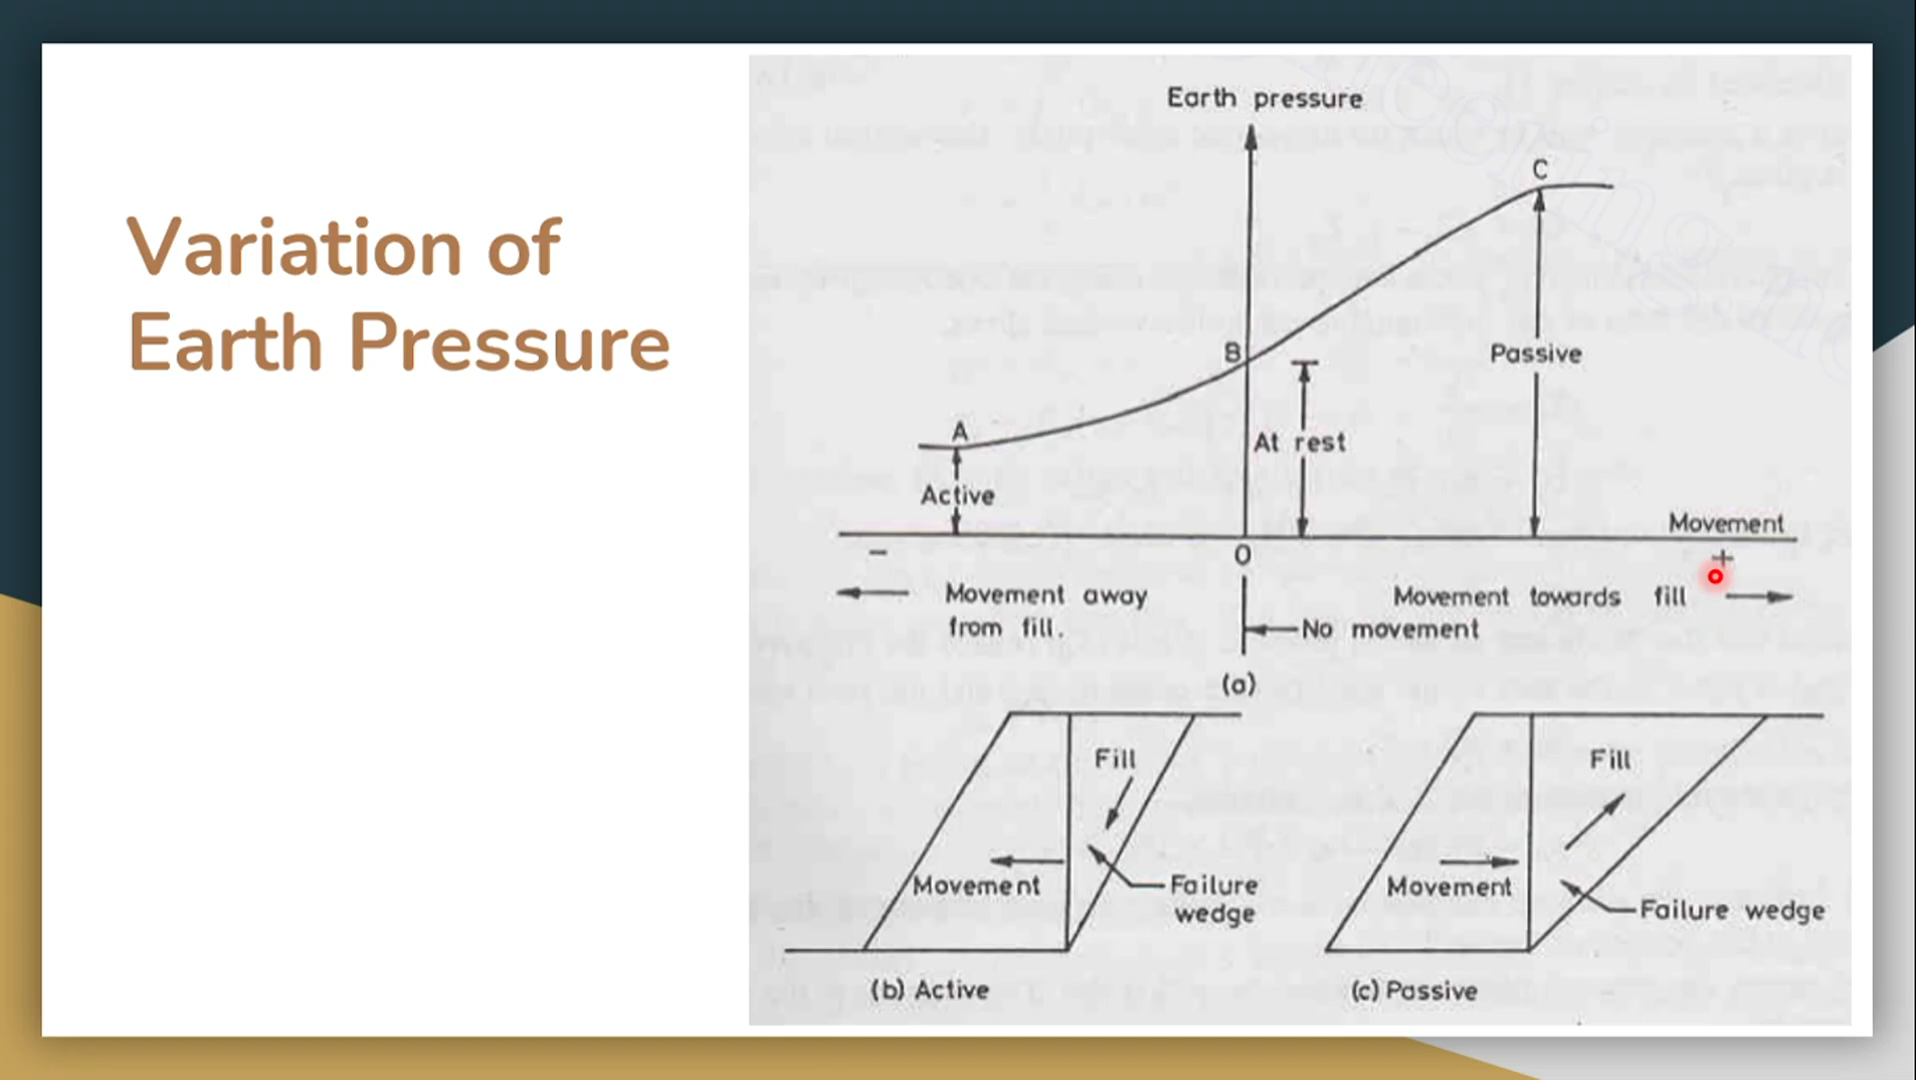 Variation of
Earth Pressure
Earth pressure
C
B
Passive
A
At rest
Active
Movement
−
O
+
Movement away
from fill.
Movement towards fill
No movement
(a)
Fill
Movement
Failure
wedge
(b) Active
Fill
Movement
Failure wedge
(c) Passive